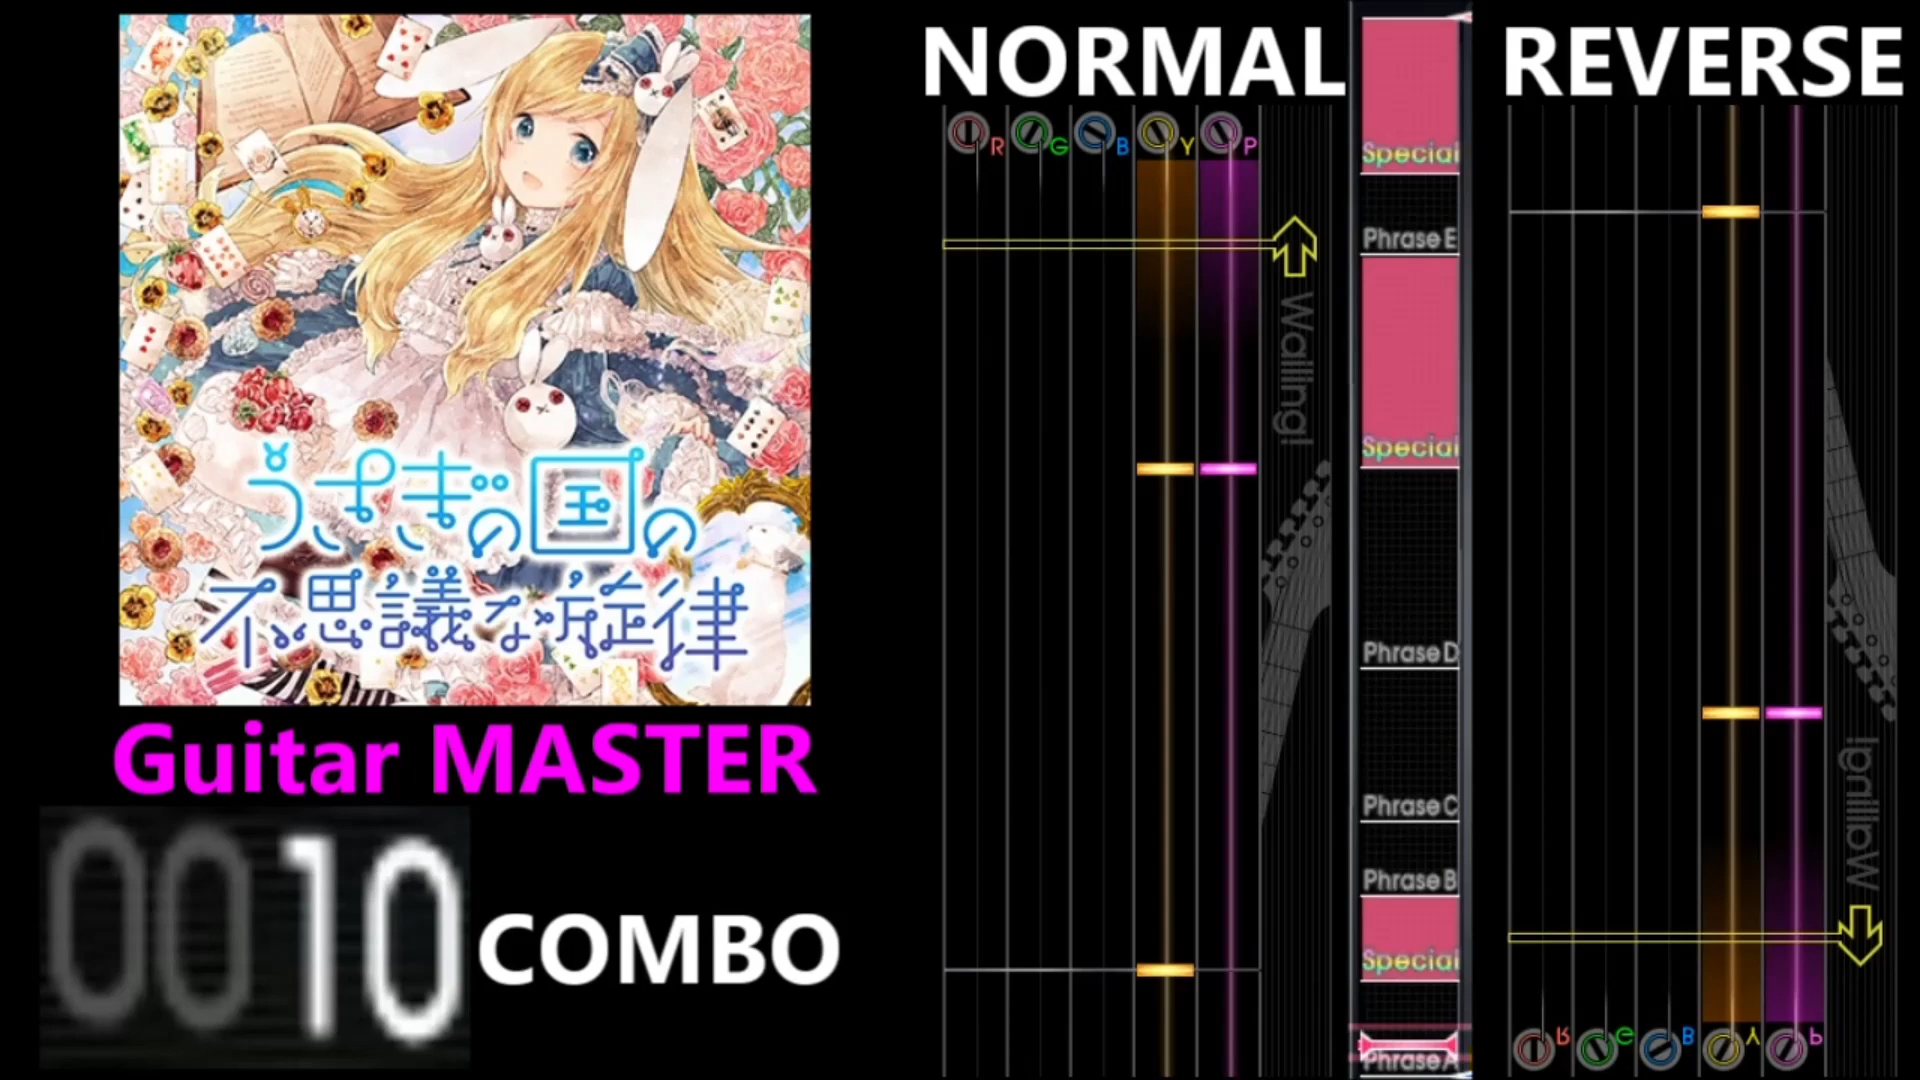 うさぎの国の
不思議な旋律
Guitar MASTER
0010
COMBO
NORMAL
R G B Y P
Wailing!
Special
Phrase E
Special
Phrase D
Phrase C
Phrase B
Special
Phrase A
REVERSE
Wailing!
R G B Y P